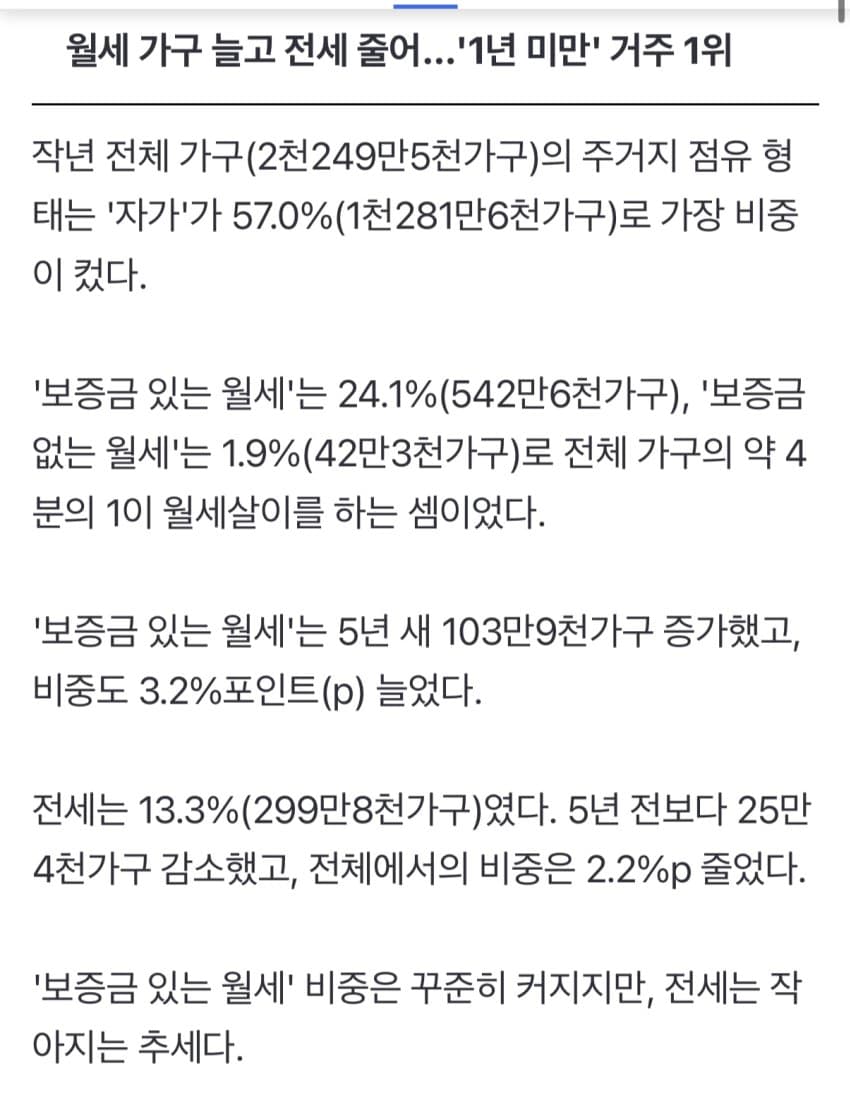 월세 가구 늘고 전세 줄어...'1년 미만' 거주 1위
작년 전체 가구(2천249만5천가구)의 주거지 점유 형
태는 '자가'가 57.0%(1천281만6천가구)로 가장 비중
이 컸다.
'보증금 있는 월세'는 24.1%(542만6천가구), '보증금
없는 월세'는 1.9%(42만3천가구)로 전체 가구의 약 4
분의 1이 월세살이를 하는 셈이었다.
'보증금 있는 월세'는 5년 새 103만9천가구 증가했고,
비중도 3.2%포인트(p) 늘었다.
전세는 13.3%(299만8천가구)였다. 5년 전보다 25만
4천가구 감소했고, 전체에서의 비중은 2.2%p 줄었다.
'보증금 있는 월세' 비중은 꾸준히 커지지만, 전세는 작
아지는 추세다.